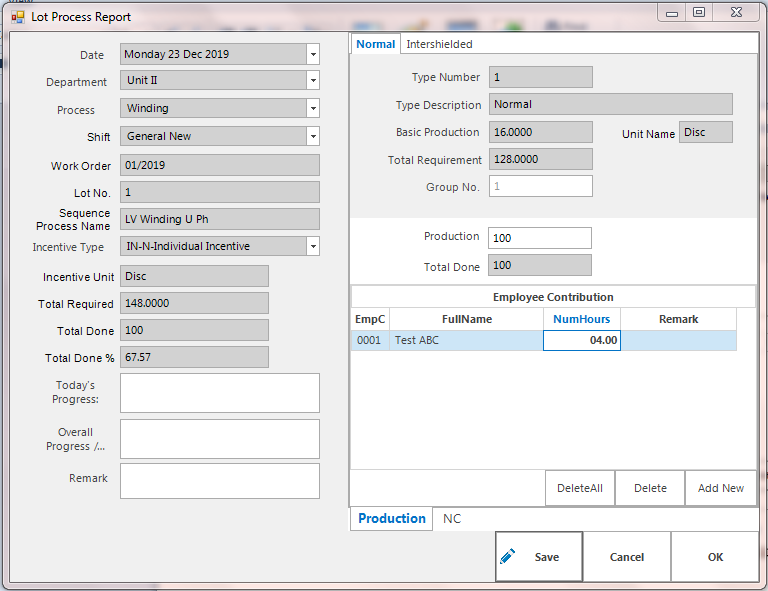 Lot Process Report
Date Monday 23 Dec 2019
Department Unit II
Process Winding
Shift General New
Work Order 01/2019
Lot No. 1
Sequence
Process Name LV Winding U Ph
Incentive Type IN-N-Individual Incentive
Incentive Unit Disc
Total Required 148.0000
Total Done 100
Total Done % 67.57
Today's
Progress:
Overall
Progress /...
Remark
Normal Intershielded
Type Number 1
Type Description Normal
Basic Production 16.0000 Unit Name Disc
Total Requirement 128.0000
Group No. 1
Production 100
Total Done 100
Employee Contribution
EmpC FullName NumHours Remark
0001 Test ABC 04.00
DeleteAll Delete Add New
Production NC
Save Cancel OK